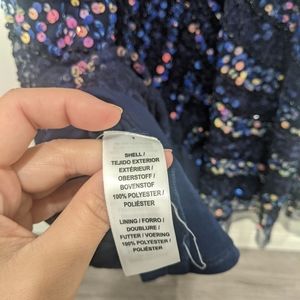 SHELL /
TEJIDO EXTERIOR
EXTÉRIEUR /
OBERSTOFF /
BOVENSTOF
100% POLYESTER /
POLIÉSTER
LINING / FORRO /
DOUBLURE /
FUTTER / VOERING
100% POLYESTER /
POLIÉSTER